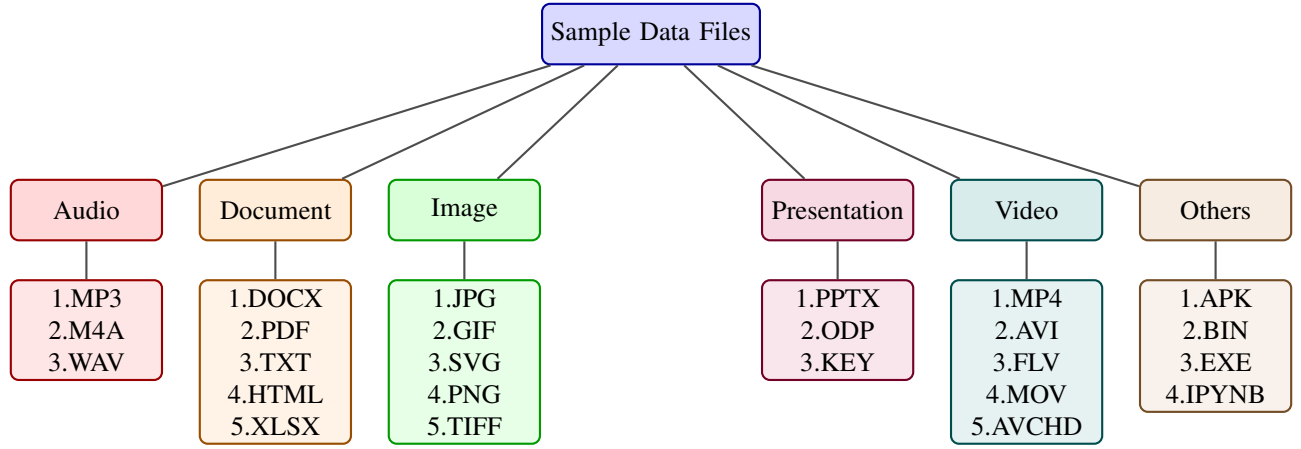 Sample Data Files
Audio
Document
Image
Presentation
Video
Others
1.MP3
2.M4A
3.WAV
1.DOCX
2.PDF
3.TXT
4.HTML
5.XLSX
1.JPG
2.GIF
3.SVG
4.PNG
5.TIFF
1.PPTX
2.ODP
3.KEY
1.MP4
2.AVI
3.FLV
4.MOV
5.AVCHD
1.APK
2.BIN
3.EXE
4.IPYNB